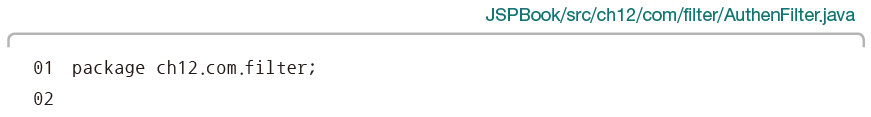 JSPBook/src/ch12/com/filter/AuthenFilter.java
01 package ch12.com.filter;
02